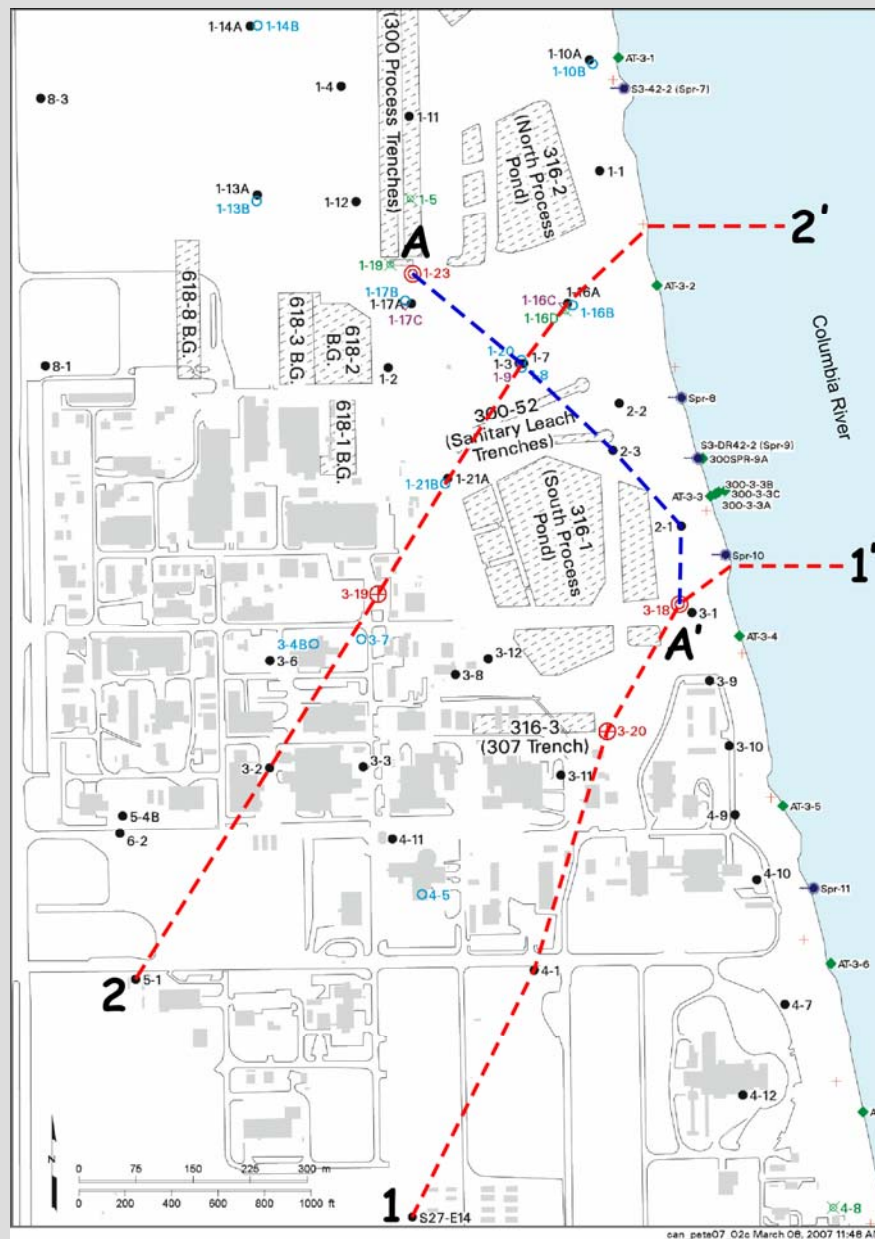 1-14A
1-14B
(300 Process Trenches)
1-10A
1-10B
AT-3-1
S3-42-2 (Spr-7)
8-3
1-4
1-11
316-2
(North Process
Pond)
1-1
1-13A
1-13B
1-12
1-5
2'
A
1-19
1-23
618-8 B.G.
618-3 B.G.
618-2
B.G.
1-17B
1-17A
1-17C
1-16C
1-16A
1-16D
1-16B
AT-3-2
Columbia River
8-1
1-2
1-20
1-7
1-3
1-9
8
Spr-8
618-1 B.G.
300-52
(Sanitary Leach
Trenches)
2-2
2-3
S3-DR42-2 (Spr-9)
300SPR-9A
1-21B
1-21A
AT-3-3
300-3-3B
300-3-3C
300-3-3A
316-1
(South Process
Pond)
2-1
Spr-10
1'
3-19
3-18
3-1
A'
3-4B
3-7
3-6
3-12
3-8
AT-3-4
3-9
316-3
(307 Trench)
3-20
3-10
3-2
3-3
3-11
AT-3-5
5-4B
6-2
4-11
4-9
4-5
4-10
Spr-11
2
5-1
4-1
AT-3-6
4-7
4-12
A
N
0 75 150 225 300 m
0 200 400 600 800 1000 ft
1
S27-E14
4-8
can_pete07_02c March 08, 2007 11:48 AM